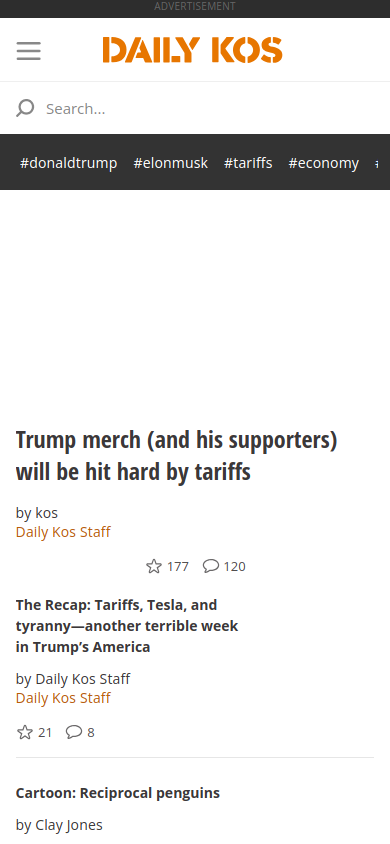 ADVERTISEMENT
DAILY KOS
Search...
#donaldtrump #elonmusk #tariffs #economy
Trump merch (and his supporters)
will be hit hard by tariffs
by kos
Daily Kos Staff
177 120
The Recap: Tariffs, Tesla, and
tyranny—another terrible week
in Trump’s America
by Daily Kos Staff
Daily Kos Staff
21 8
Cartoon: Reciprocal penguins
by Clay Jones